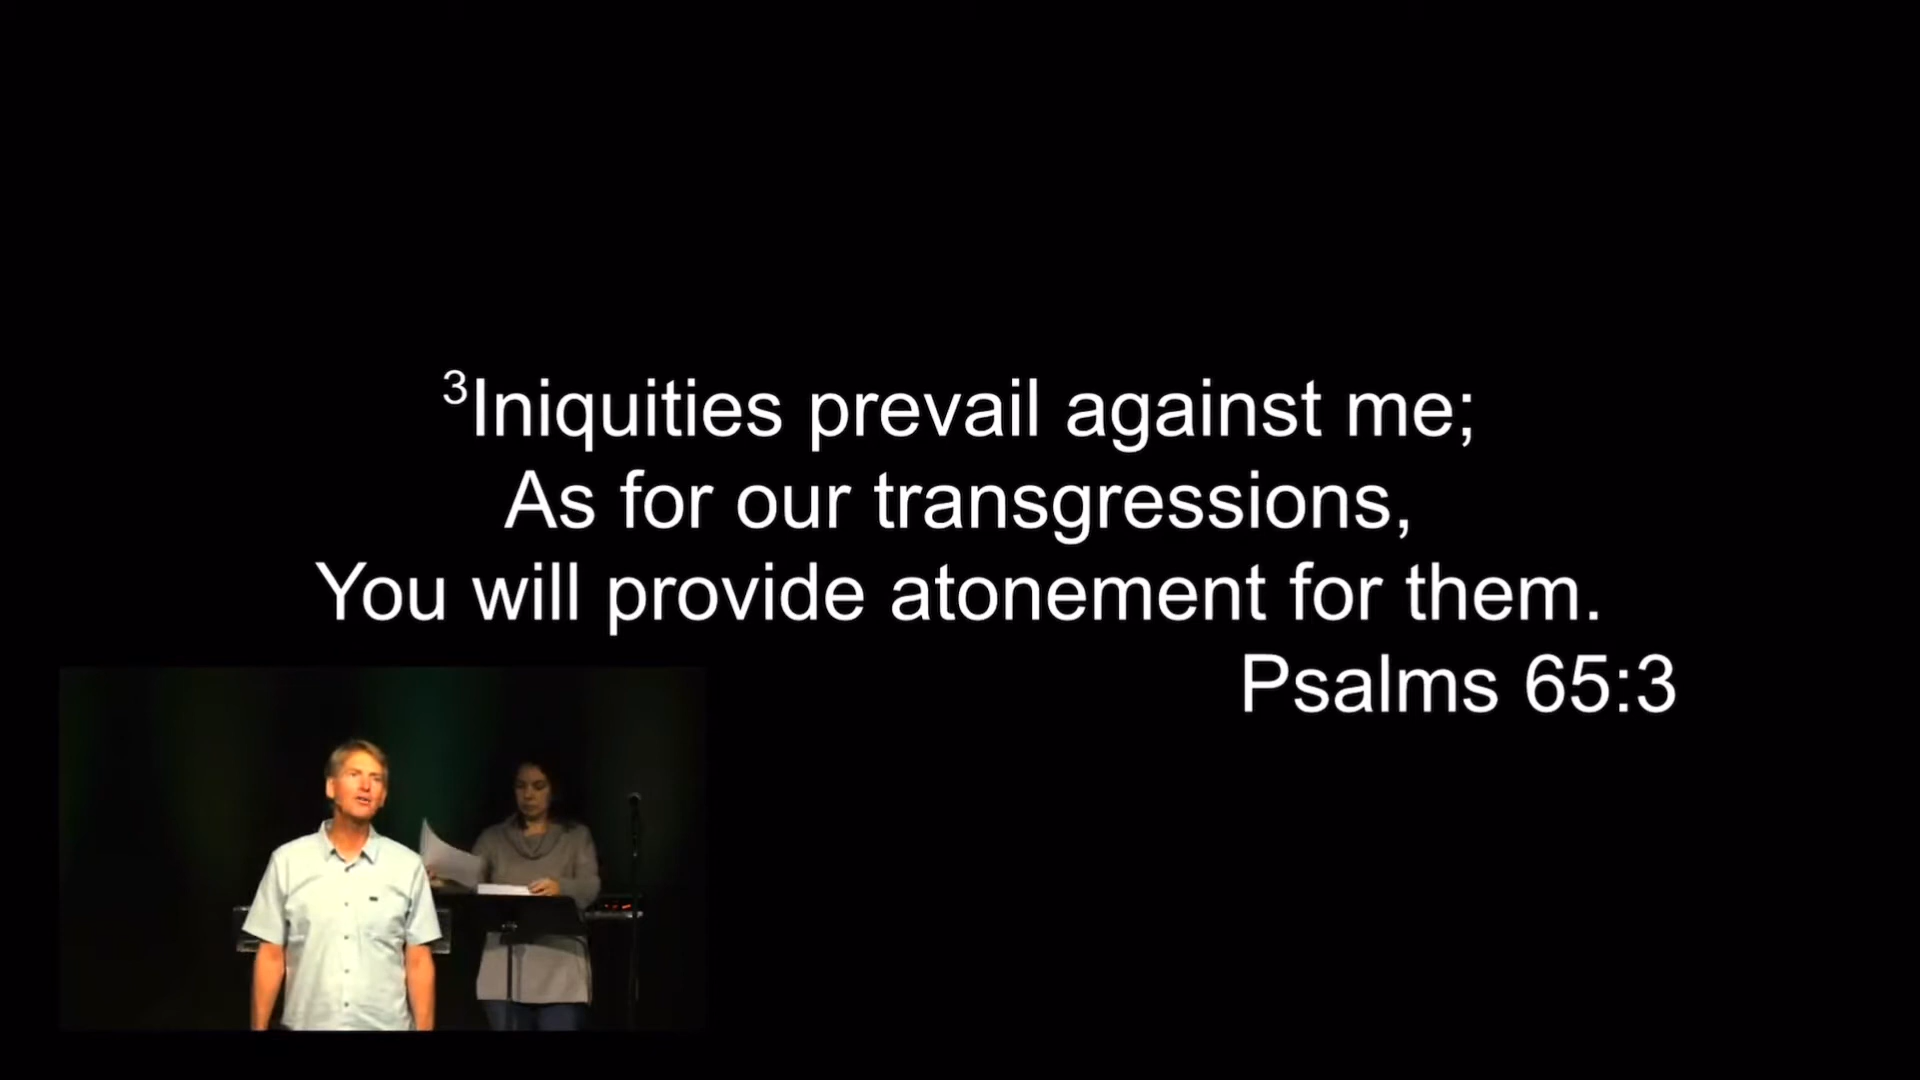 ³Iniquities prevail against me;
As for our transgressions,
You will provide atonement for them.
Psalms 65:3